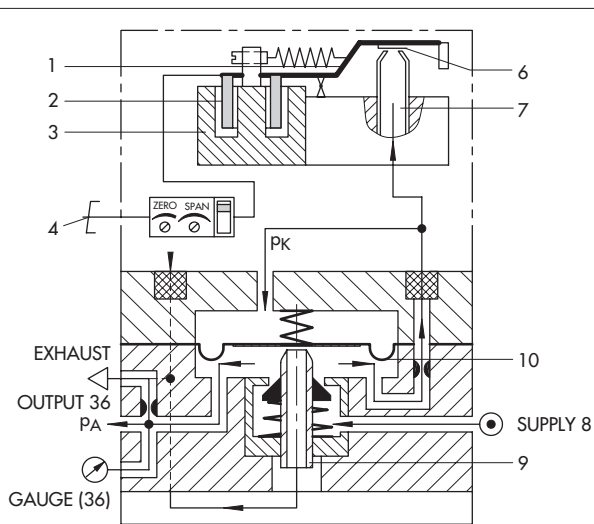 1
2
3
4
ZERO SPAN
6
7
pK
EXHAUST
OUTPUT 36
pA
GAUGE (36)
10
SUPPLY 8
9